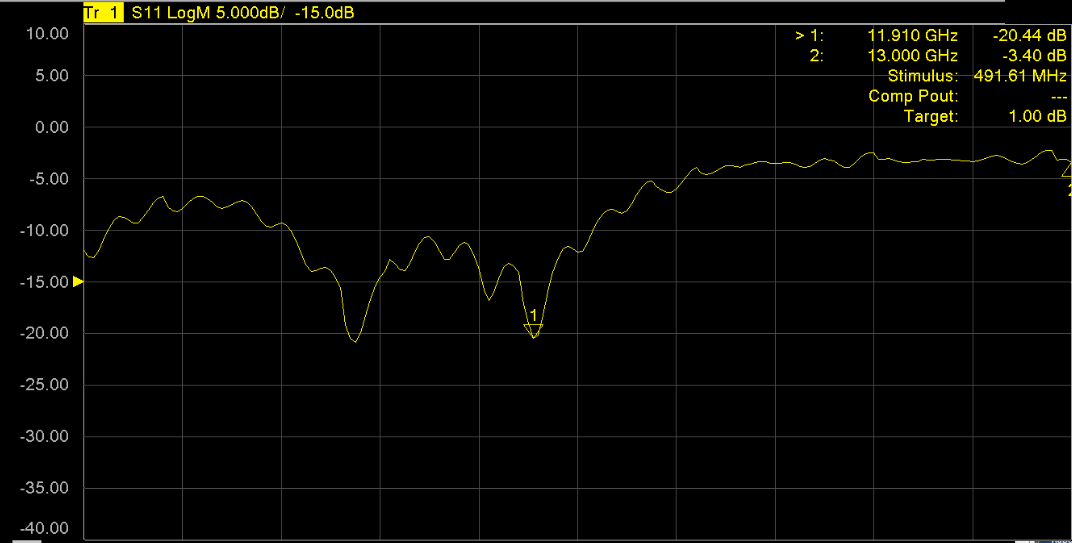 Tr 1 S11 LogM 5.000dB/ -15.0dB
10.00
5.00
0.00
-5.00
-10.00
-15.00
-20.00
-25.00
-30.00
-35.00
-40.00
> 1: 11.910 GHz -20.44 dB
2: 13.000 GHz -3.40 dB
Stimulus: 491.61 MHz
Comp Pout: ---
Target: 1.00 dB
1
2